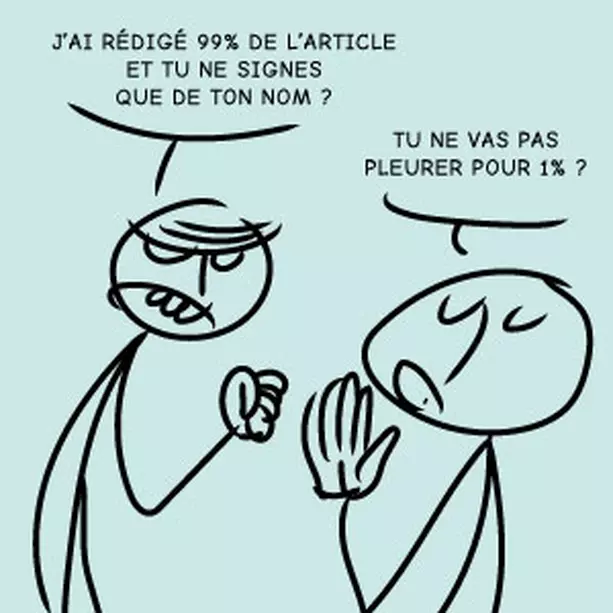 J'AI RÉDIGÉ 99% DE L'ARTICLE
ET TU NE SIGNES
QUE DE TON NOM ?
TU NE VAS PAS
PLEURER POUR 1% ?